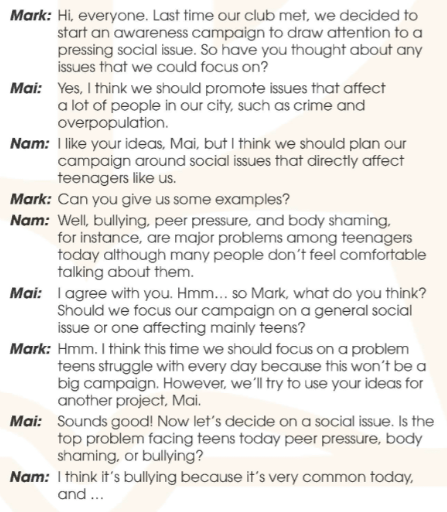 Mark: Hi, everyone. Last time our club met, we decided to
start an awareness campaign to draw attention to a
pressing social issue. So have you thought about any
issues that we could focus on?
Mai: Yes, I think we should promote issues that affect
a lot of people in our city, such as crime and
overpopulation.
Nam: I like your ideas, Mai, but I think we should plan our
campaign around social issues that directly affect
teenagers like us.
Mark: Can you give us some examples?
Nam: Well, bullying, peer pressure, and body shaming,
for instance, are major problems among teenagers
today although many people don't feel comfortable
talking about them.
Mai: I agree with you. Hmm... so Mark, what do you think?
Should we focus our campaign on a general social
issue or one affecting mainly teens?
Mark: Hmm. I think this time we should focus on a problem
teens struggle with every day because this won't be a
big campaign. However, we'll try to use your ideas for
another project, Mai.
Mai: Sounds good! Now let's decide on a social issue. Is the
top problem facing teens today peer pressure, body
shaming, or bullying?
Nam: I think it's bullying because it's very common today,
and ...